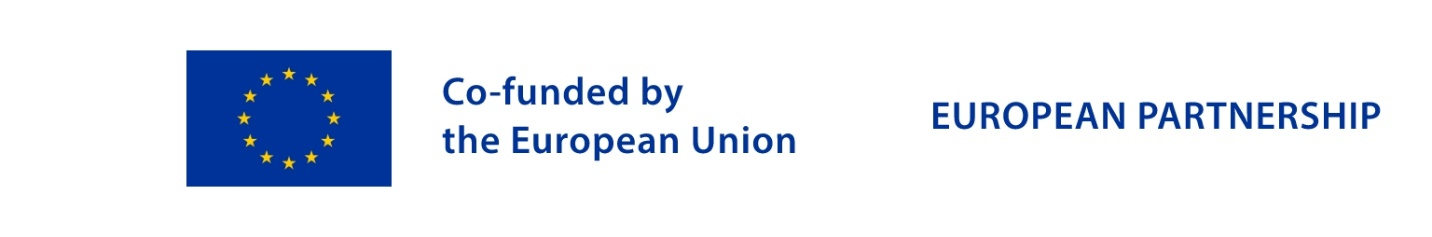 Co-funded by
the European Union
EUROPEAN PARTNERSHIP